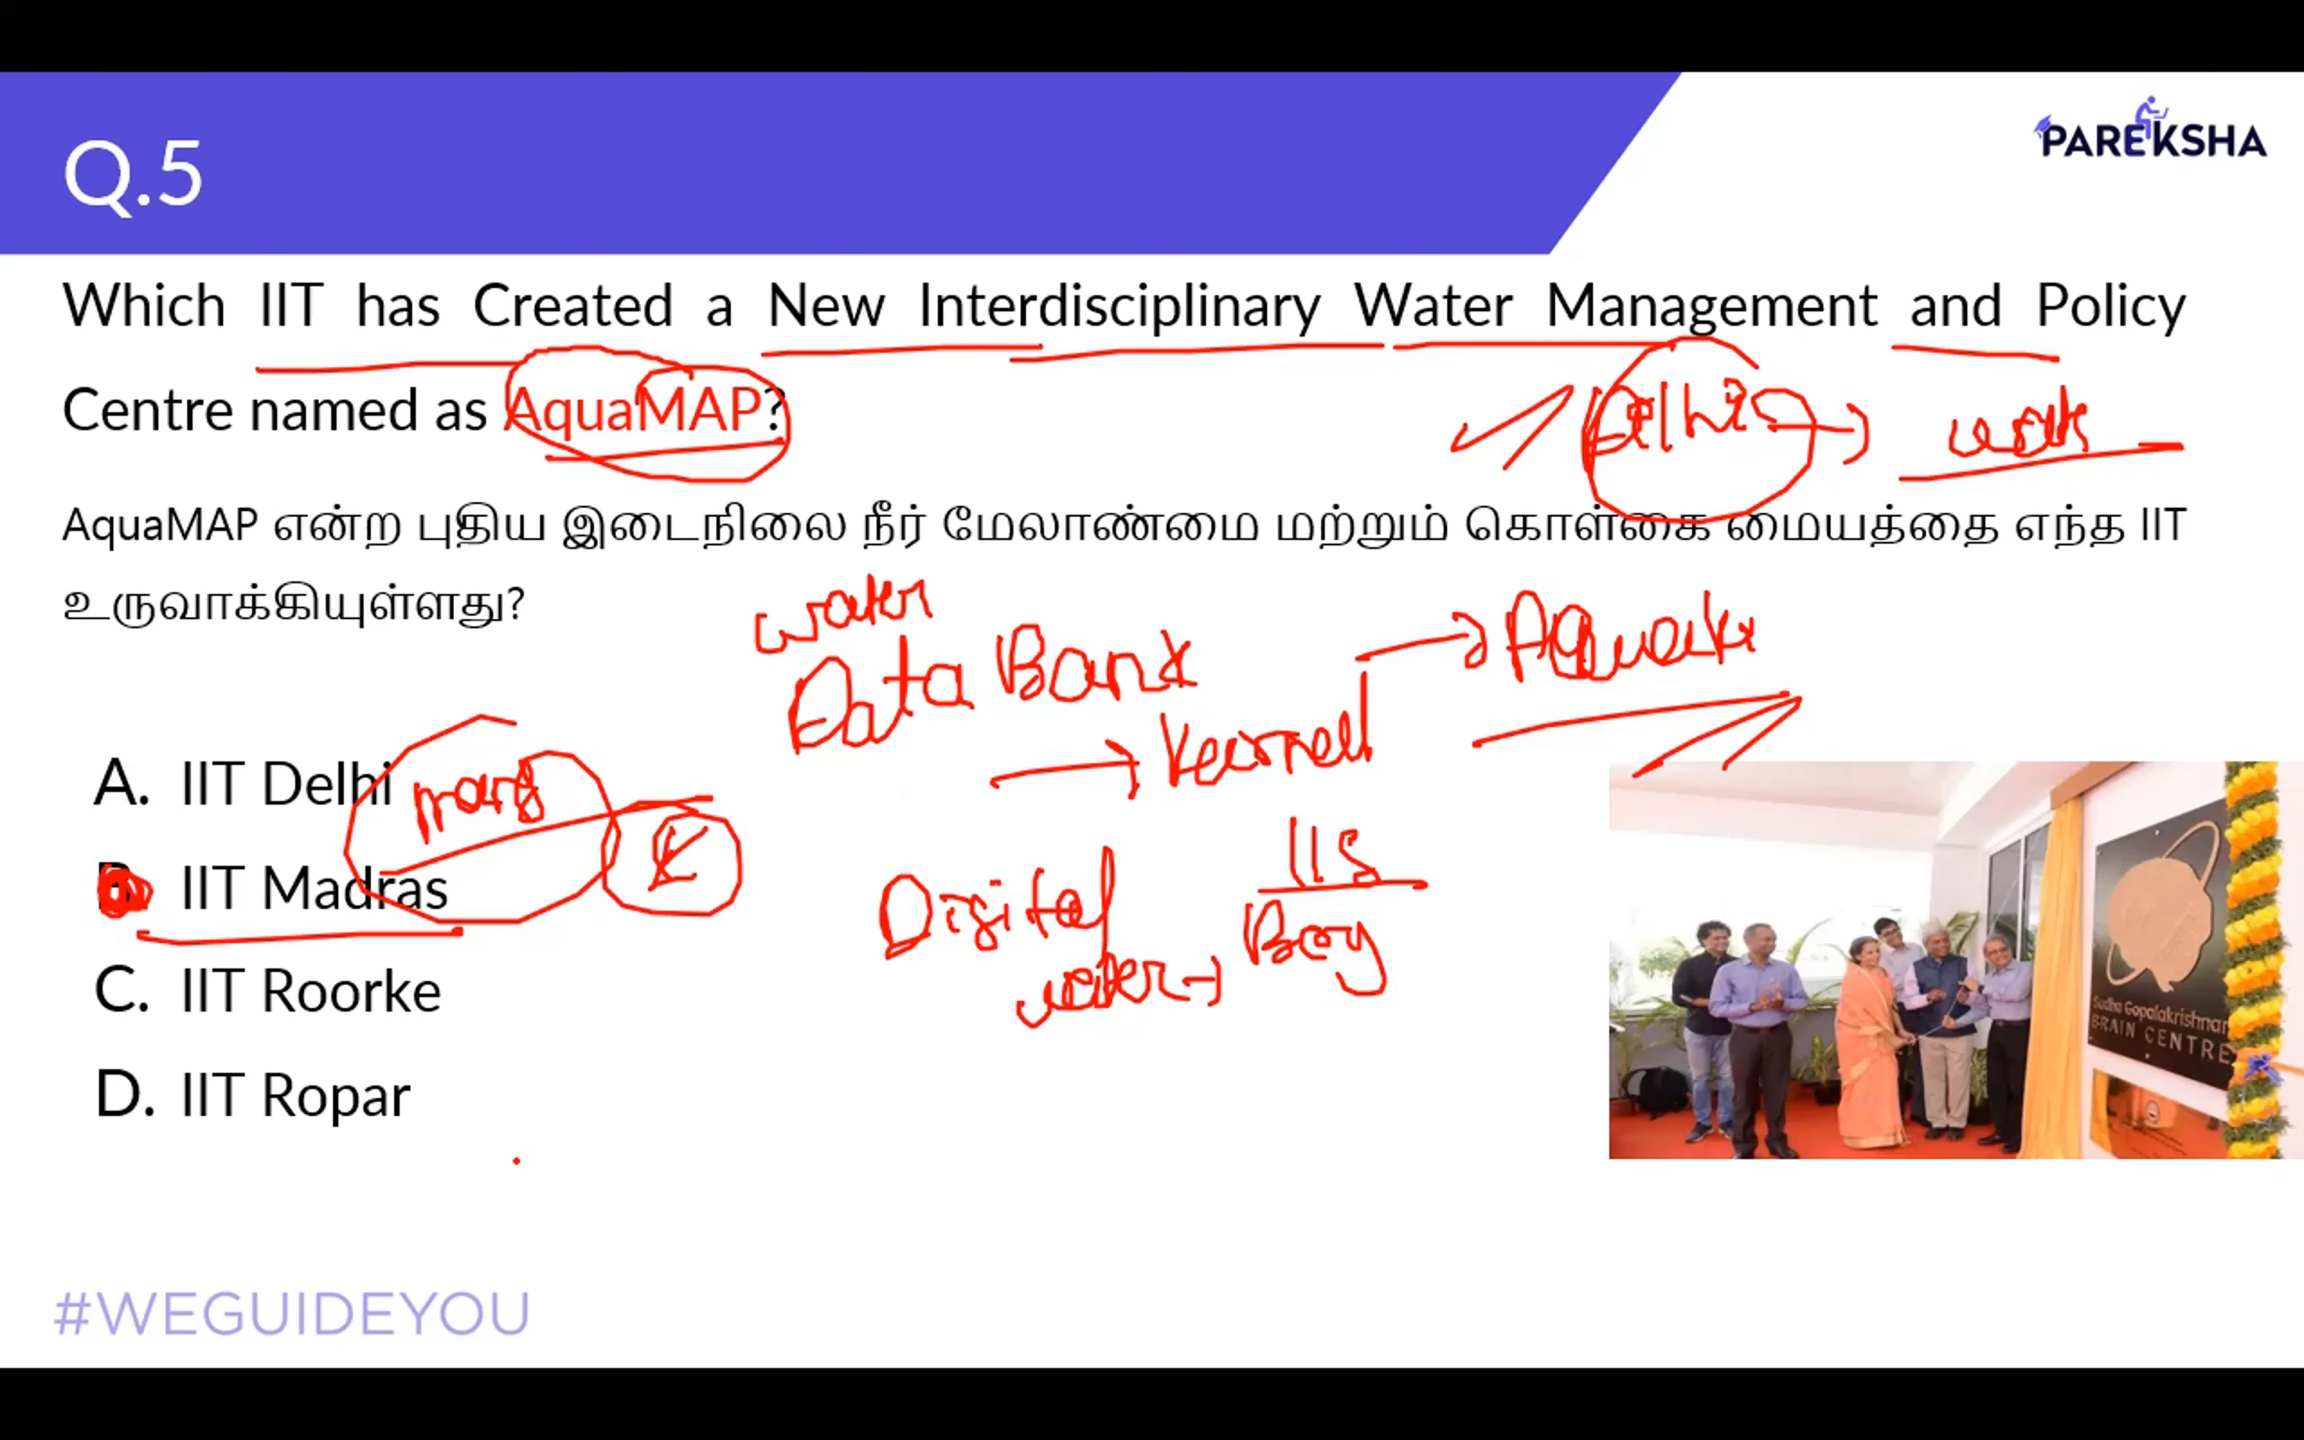 Q.5
PAREKSHA
Which IIT has Created a New Interdisciplinary Water Management and Policy
Centre named as AquaMAP?
Delhi
AquaMAP என்ற புதிய இடைநிலை நீர் மேலாண்மை மற்றும் கொள்கை மையத்தை எந்த IIT
உருவாக்கியுள்ளது?
water
Data Bank
A. IIT Delhi
B. IIT Madras
IIS
Digital
water
C. IIT Roorke
D. IIT Ropar
Sudha Gopalakrishnan
BRAIN CENTRE
#WEGUIDEYOU